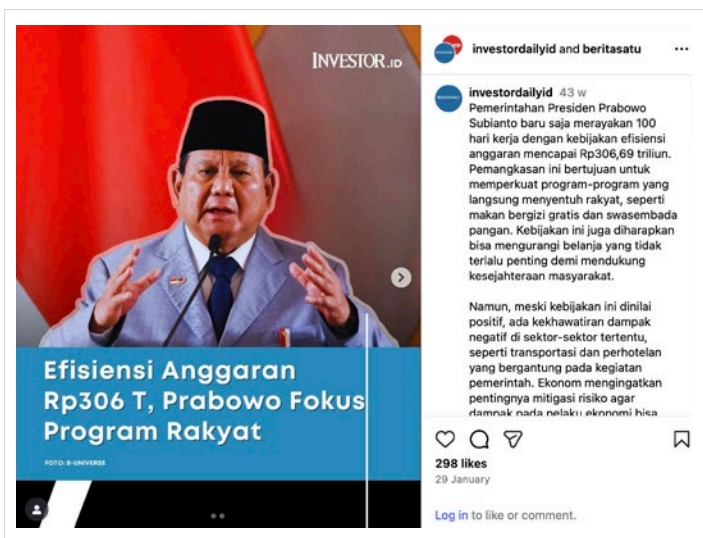 INVESTOR.ID
Efisiensi Anggaran
Rp306 T, Prabowo Fokus
Program Rakyat
FOTO: B-UNIVERSE
investordailyid and beritasatu
investordailyid 43 w
Pemerintahan Presiden Prabowo
Subianto baru saja merayakan 100
hari kerja dengan kebijakan efisiensi
anggaran mencapai Rp306,69 triliun.
Pemangkasan ini bertujuan untuk
memperkuat program-program yang
langsung menyentuh rakyat, seperti
makan bergizi gratis dan swasembada
pangan. Kebijakan ini juga diharapkan
bisa mengurangi belanja yang tidak
terlalu penting demi mendukung
kesejahteraan masyarakat.
Namun, meski kebijakan ini dinilai
positif, ada kekhawatiran dampak
negatif di sektor-sektor tertentu,
seperti transportasi dan perhotelan
yang bergantung pada kegiatan
pemerintah. Ekonom mengingatkan
pentingnya mitigasi risiko agar
dampak pada pelaku ekonomi bisa
298 likes
29 January
Log in to like or comment.